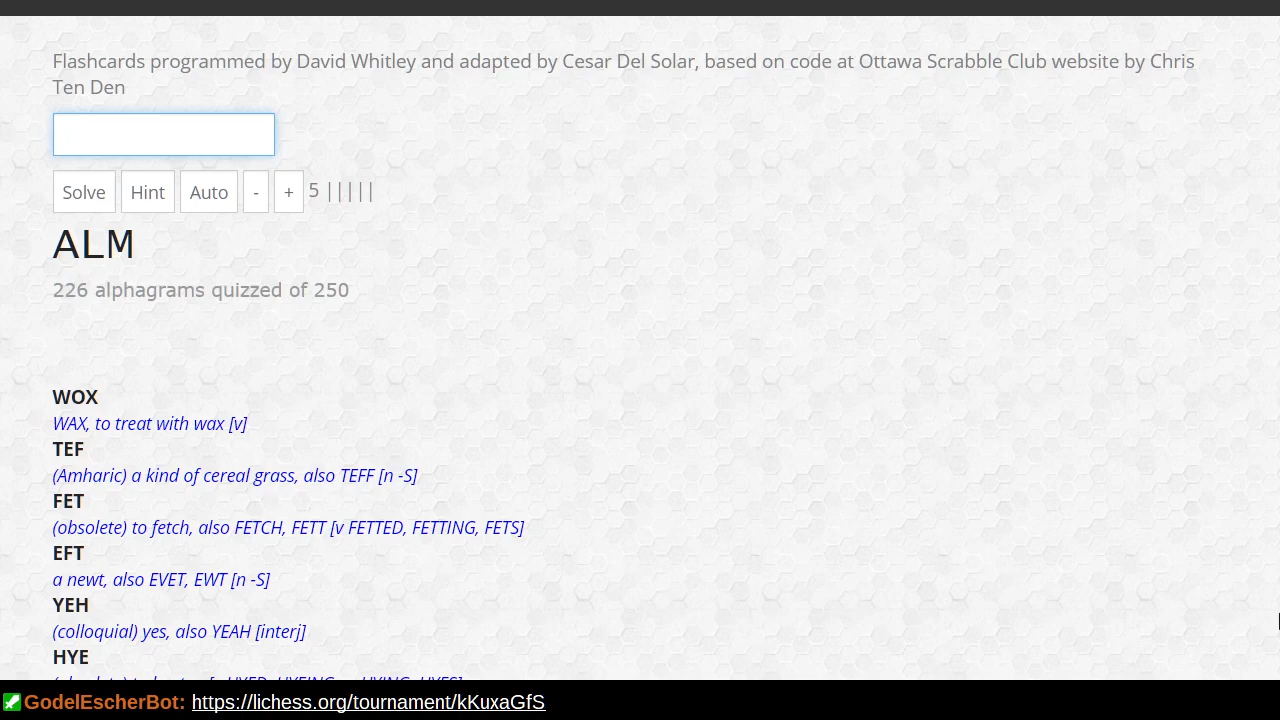 Flashcards programmed by David Whitley and adapted by Cesar Del Solar, based on code at Ottawa Scrabble Club website by Chris
Ten Den
Solve Hint Auto - + 5 |||||
ALM
226 alphagrams quizzed of 250
WOX
WAX, to treat with wax [v]
TEF
(Amharic) a kind of cereal grass, also TEFF [n -S]
FET
(obsolete) to fetch, also FETCH, FETT [v FETTED, FETTING, FETS]
EFT
a newt, also EVET, EWT [n -S]
YEH
(colloquial) yes, also YEAH [interj]
HYE
GodelEscherBot: https://lichess.org/tournament/kKuxaGfS